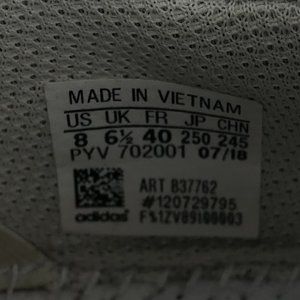 MADE IN VIETNAM
US UK FR JP CHN
8 6½ 40 250 245
PYV 702001 07/18
ART B37762
#120729795
adidas F%1ZV89I00003